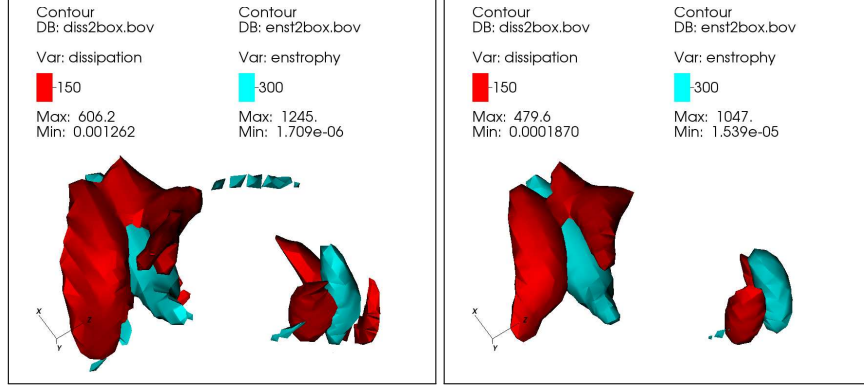 Contour
DB: diss2box.bov
Var: dissipation
150
Max: 606.2
Min: 0.001262
Contour
DB: enst2box.bov
Var: enstrophy
300
Max: 1245.
Min: 1.709e-06
X
Y
Z
Contour
DB: diss2box.bov
Var: dissipation
150
Max: 479.6
Min: 0.0001870
Contour
DB: enst2box.bov
Var: enstrophy
300
Max: 1047.
Min: 1.539e-05
X
Y
Z